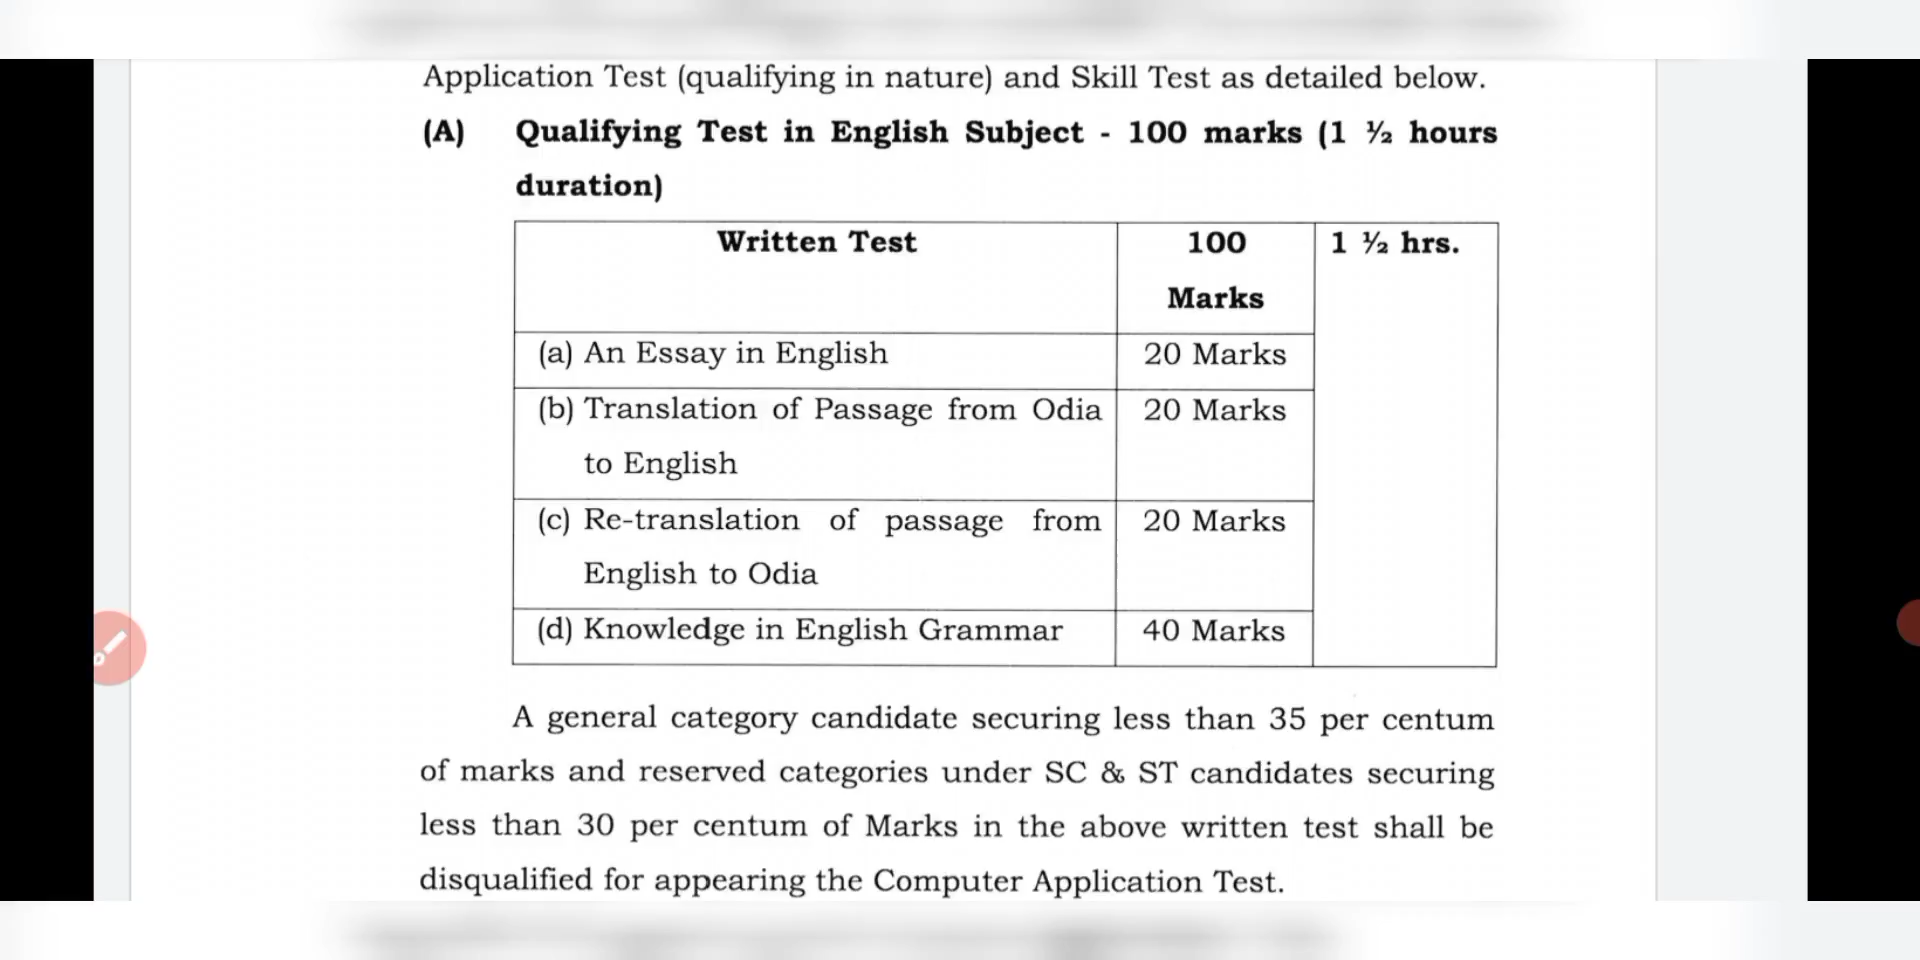 Application Test (qualifying in nature) and Skill Test as detailed below.
(A) Qualifying Test in English Subject - 100 marks (1 ½ hours
duration)
Written Test 100 1 ½ hrs.
Marks
(a) An Essay in English 20 Marks
(b) Translation of Passage from Odia 20 Marks
to English
(c) Re-translation of passage from 20 Marks
English to Odia
(d) Knowledge in English Grammar 40 Marks
A general category candidate securing less than 35 per centum
of marks and reserved categories under SC & ST candidates securing
less than 30 per centum of Marks in the above written test shall be
disqualified for appearing the Computer Application Test.